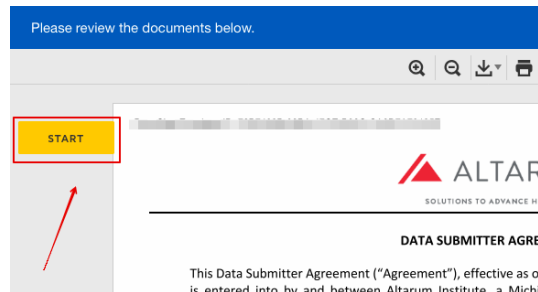 Please review the documents below.
START
ALTAR
SOLUTIONS TO ADVANCE H
DATA SUBMITTER AGRE
This Data Submitter Agreement ("Agreement"), effective as o
is entered into by and between Altarum Institute, a Michi